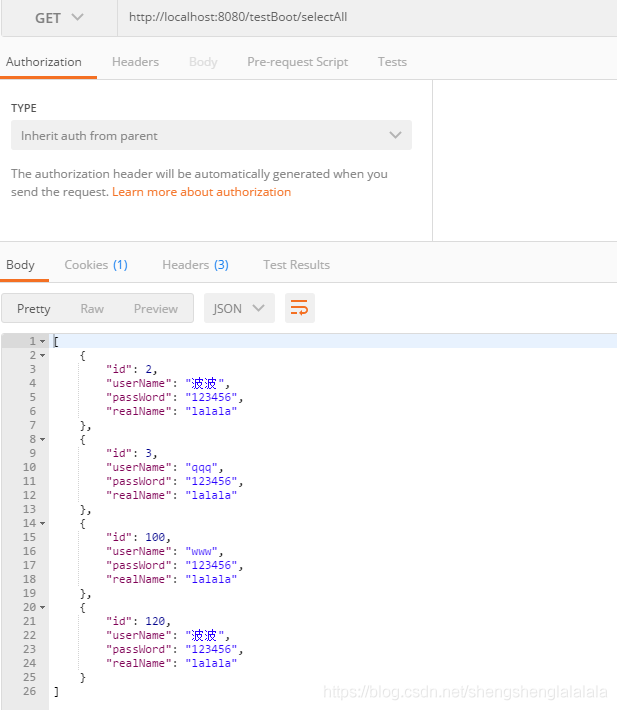 GET http://localhost:8080/testBoot/selectAll
Authorization Headers Body Pre-request Script Tests
TYPE
Inherit auth from parent
The authorization header will be automatically generated when you
send the request. Learn more about authorization
Body Cookies (1) Headers (3) Test Results
Pretty Raw Preview JSON
1 [
2 {
3 "id": 2,
4 "userName": "波波",
5 "passWord": "123456",
6 "realName": "lalala"
7 },
8 {
9 "id": 3,
10 "userName": "qqq",
11 "passWord": "123456",
12 "realName": "lalala"
13 },
14 {
15 "id": 100,
16 "userName": "www",
17 "passWord": "123456",
18 "realName": "lalala"
19 },
20 {
21 "id": 120,
22 "userName": "波波",
23 "passWord": "123456",
24 "realName": "lalala"
25 }
26 ]
https://blog.csdn.net/shengshenglalalala